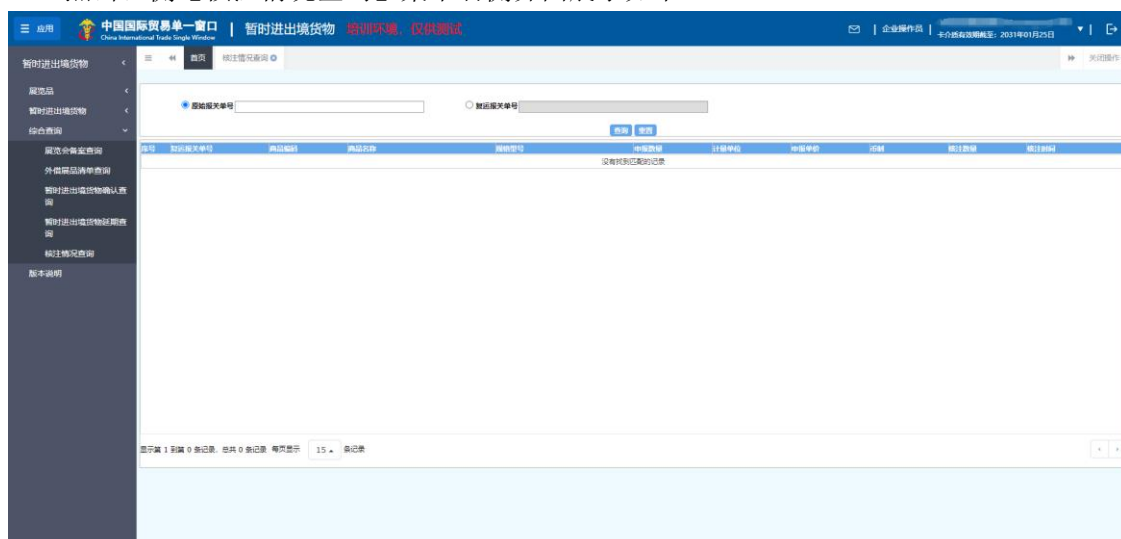 应用
中国国际贸易单一窗口 | 暂时进出境货物 培训环境，仅供测试
China International Trade Single Window
企业操作员
卡介质有效期截至：2031年01月25日
暂时进出境货物
首页 核注情况查询
关闭操作
展览品
暂时进出境货物
综合查询
展览会备案查询
外借展品清单查询
暂时进出境货物确认查
询
暂时进出境货物延期查
询
核注情况查询
版本说明
原始报关单号 复运报关单号
查询 重置
序号 复运报关单号 商品编码 商品名称 规格型号 申报数量 计量单位 申报单价 币制 核注数量 核注时间
没有找到匹配的记录
显示第 1 到第 0 条记录，总共 0 条记录 每页显示 15 条记录